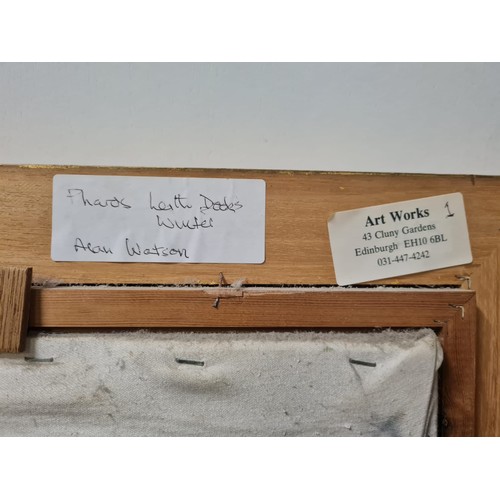 Pharos Leith Docks
Winter
Alan Watson
Art Works 1
43 Cluny Gardens
Edinburgh EH10 6BL
031-447-4242